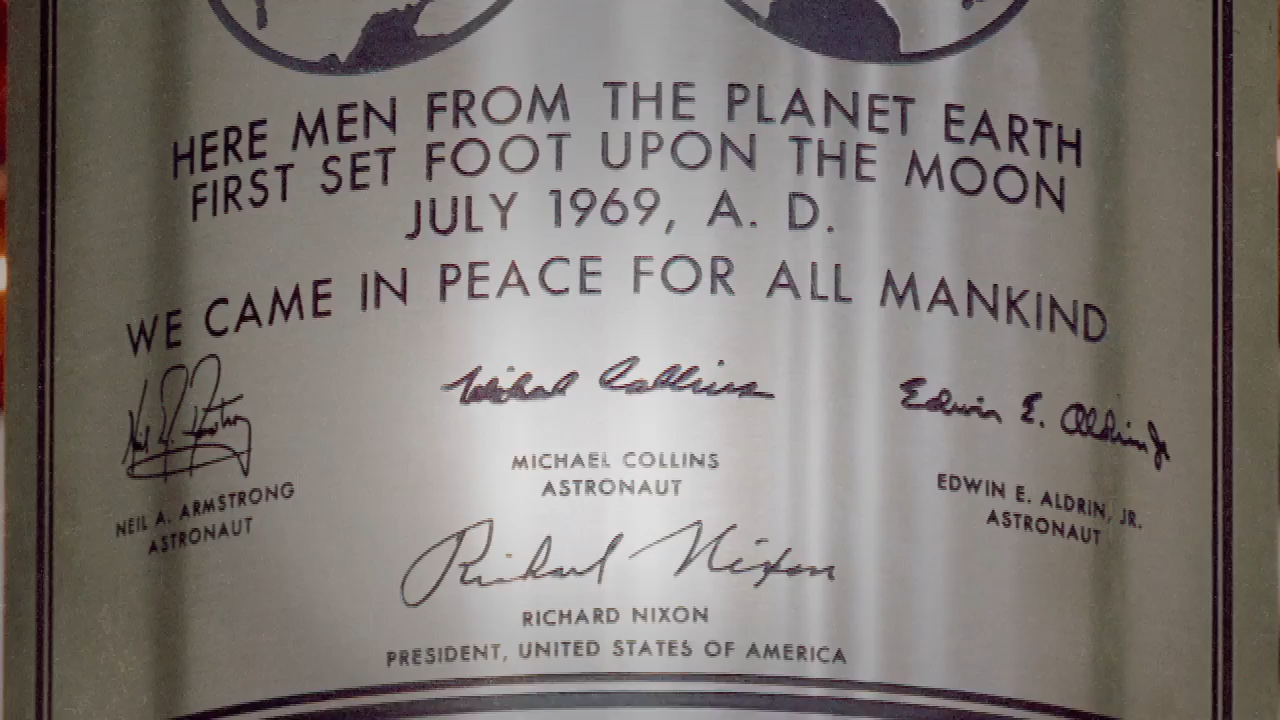 HERE MEN FROM THE PLANET EARTH
FIRST SET FOOT UPON THE MOON
JULY 1969, A. D.
WE CAME IN PEACE FOR ALL MANKIND
Neil A. Armstrong
Michael Collins
Edwin E. Aldrin Jr
NEIL A. ARMSTRONG
ASTRONAUT
MICHAEL COLLINS
ASTRONAUT
EDWIN E. ALDRIN, JR.
ASTRONAUT
Richard Nixon
RICHARD NIXON
PRESIDENT, UNITED STATES OF AMERICA